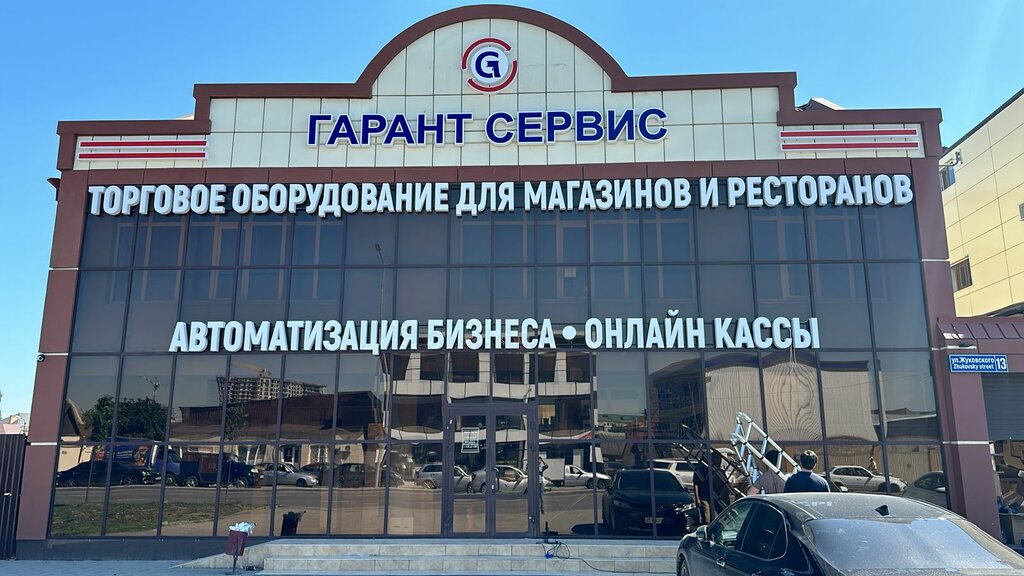 G
ГАРАНТ СЕРВИС
ТОРГОВОЕ ОБОРУДОВАНИЕ ДЛЯ МАГАЗИНОВ И РЕСТОРАНОВ
АВТОМАТИЗАЦИЯ БИЗНЕСА • ОНЛАЙН КАССЫ
ул.Жуковского 13
Zhukovsky street